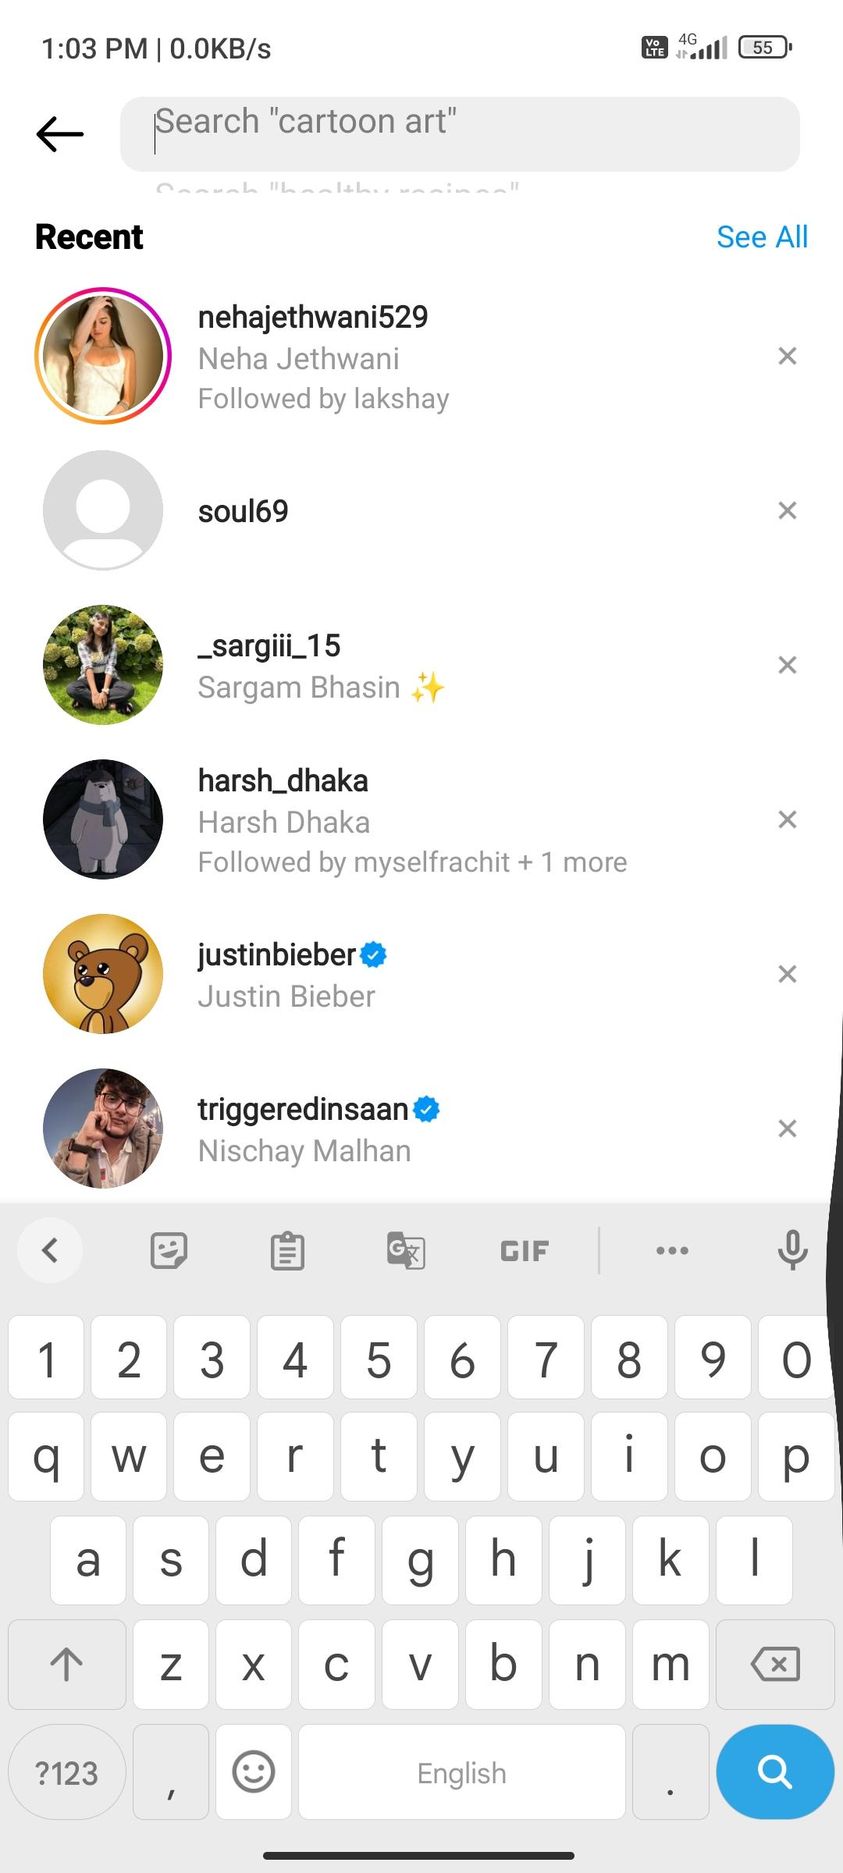 1:03 PM | 0.0KB/s
Vo LTE 4G 55
Search "cartoon art"
Search "healthy recipes"
Recent
See All
nehajethwani529
Neha Jethwani
Followed by lakshay
soul69
_sargiii_15
Sargam Bhasin ✨
harsh_dhaka
Harsh Dhaka
Followed by myselfrachit + 1 more
justinbieber
Justin Bieber
triggeredinsaan
Nischay Malhan
G文 GIF •••
1 2 3 4 5 6 7 8 9 0
q w e r t y u i o p
a s d f g h j k l
z x c v b n m
?123 , English .